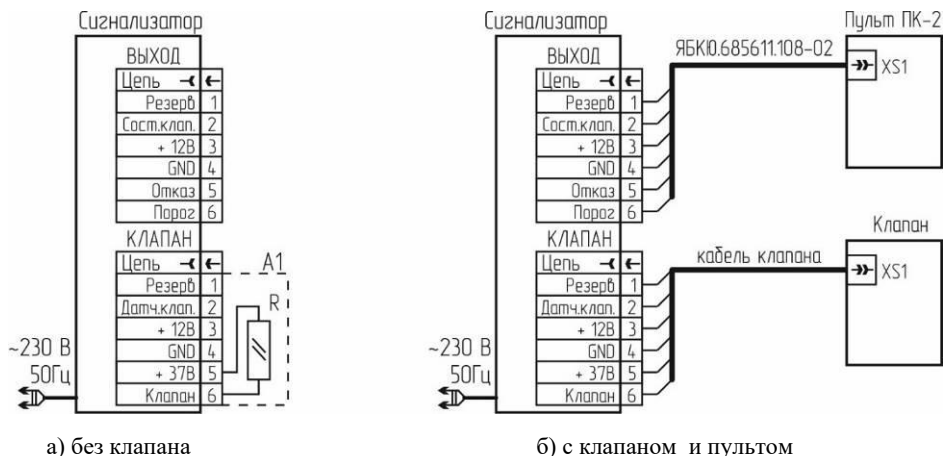 Сигнализатор
ВЫХОД
Цепь
Резерв 1
Сост.клап. 2
+ 12В 3
GND 4
Отказ 5
Порог 6
КЛАПАН
Цепь
А1
Резерв 1
Датч.клап. 2
R
+ 12В 3
GND 4
+ 37В 5
Клапан 6
~230 В
50Гц
а) без клапана
Сигнализатор
ВЫХОД
Цепь
Резерв 1
Сост.клап. 2
+ 12В 3
GND 4
Отказ 5
Порог 6
КЛАПАН
Цепь
Резерв 1
Датч.клап. 2
+ 12В 3
GND 4
+ 37В 5
Клапан 6
~230 В
50Гц
ЯБКЮ.685611.108-02
Пульт ПК-2
XS1
кабель клапана
Клапан
XS1
б) с клапаном и пультом